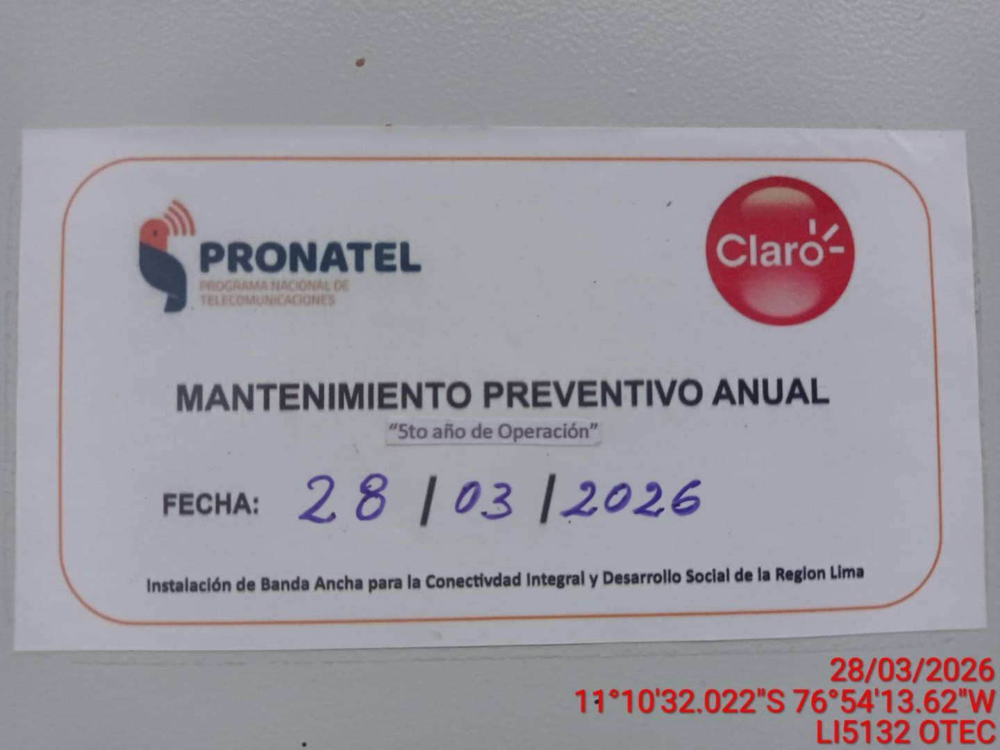 PRONATEL
PROGRAMA NACIONAL DE
TELECOMUNICACIONES
Claro
MANTENIMIENTO PREVENTIVO ANUAL
“5to año de Operación”
FECHA: 28 / 03 / 2026
Instalación de Banda Ancha para la Conectivdad Integral y Desarrollo Social de la Region Lima
28/03/2026
11°10'32.022"S 76°54'13.62"W
LI5132 OTEC